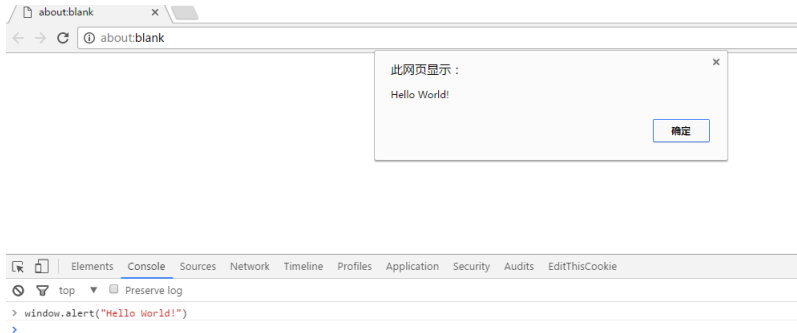 about:blank
about:blank
此网页显示：
Hello World!
确定
Elements Console Sources Network Timeline Profiles Application Security Audits EditThisCookie
top ▼ Preserve log
> window.alert("Hello World!")
>